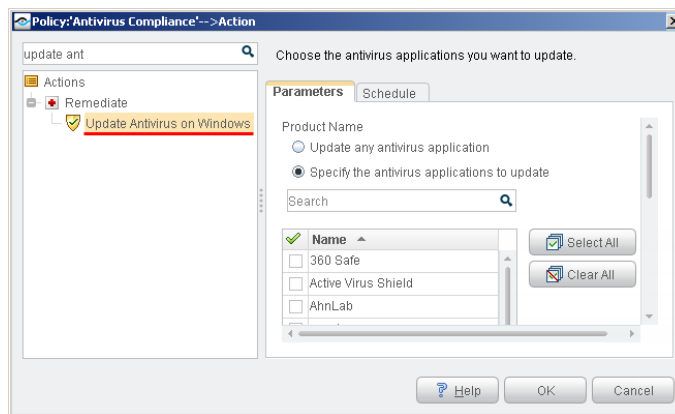 Policy:'Antivirus Compliance'-->Action
update ant
Actions
Remediate
Update Antivirus on Windows
Choose the antivirus applications you want to update.
Parameters
Schedule
Product Name
Update any antivirus application
Specify the antivirus applications to update
Search
Name
360 Safe
Active Virus Shield
AhnLab
Select All
Clear All
Help
OK
Cancel